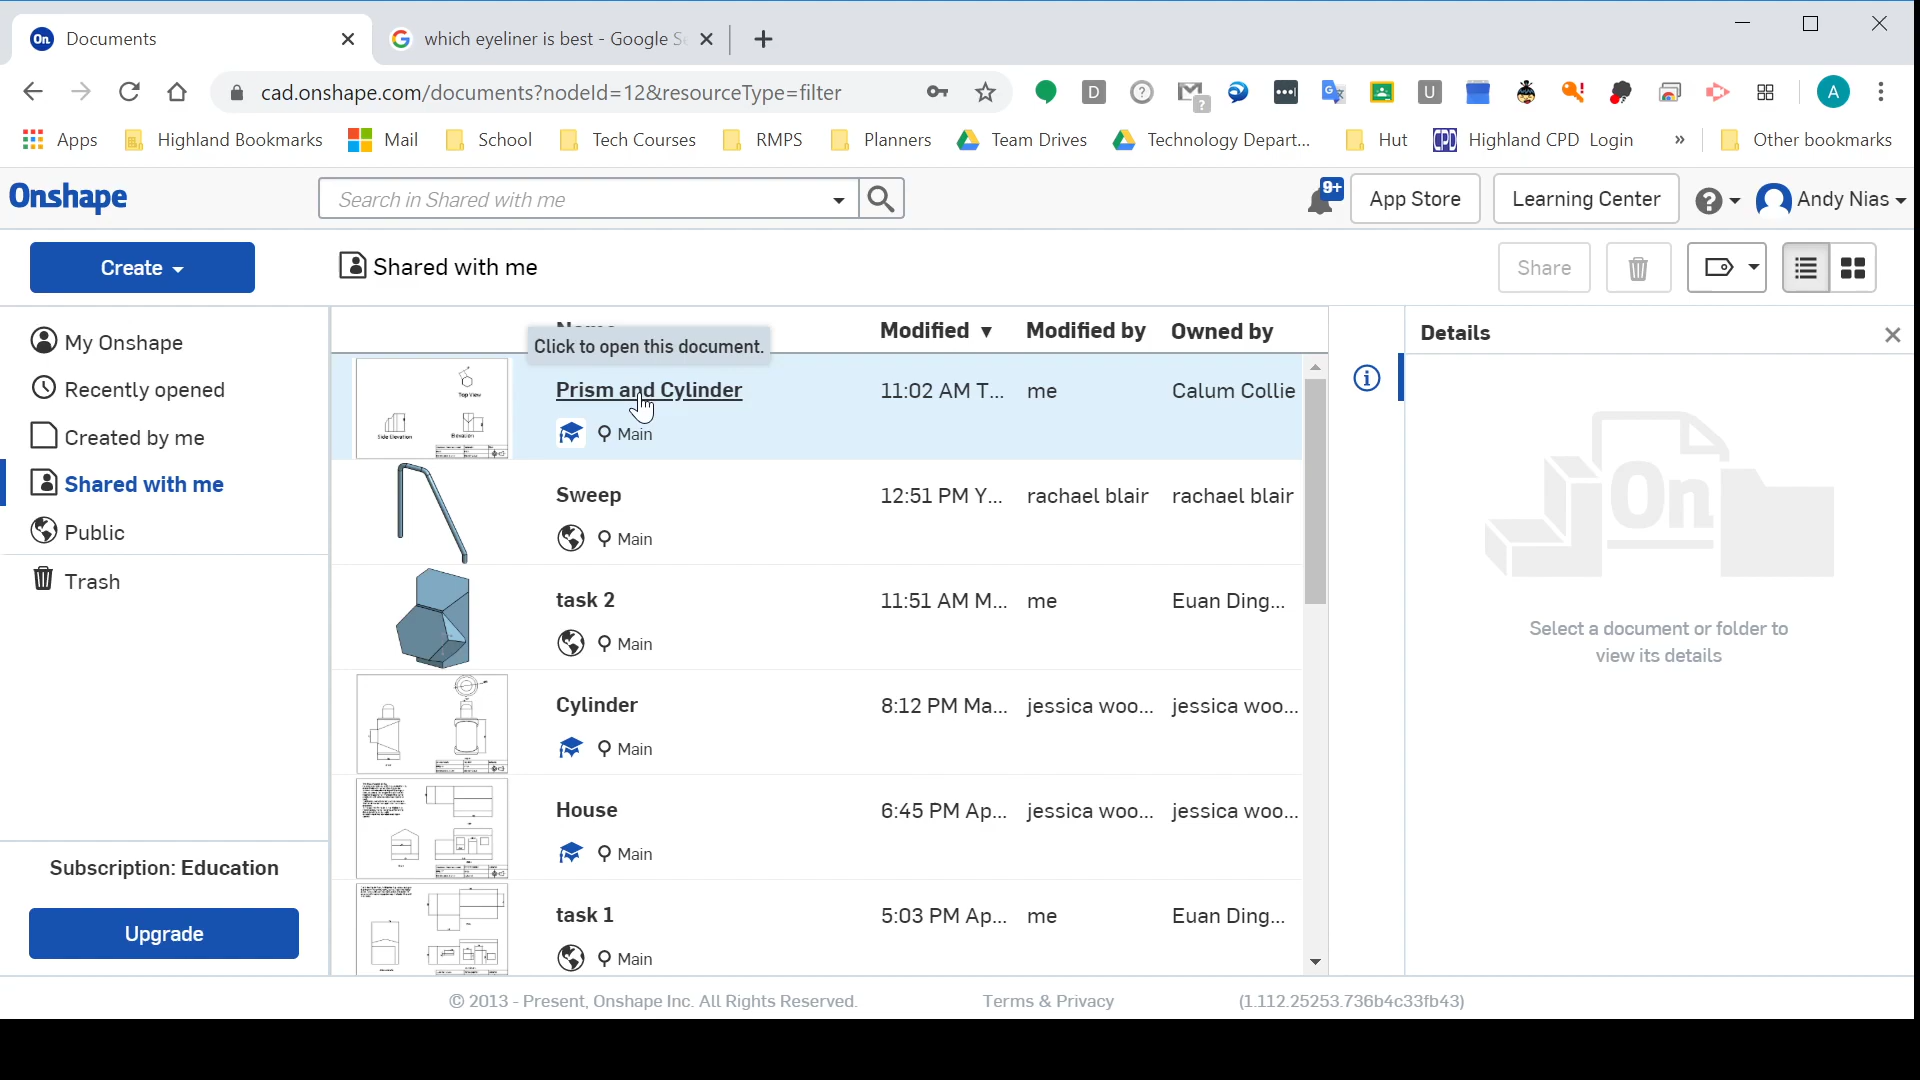 Documents
which eyeliner is best - Google Se
cad.onshape.com/documents?nodeId=12&resourceType=filter
Apps
Highland Bookmarks
Mail
School
Tech Courses
RMPS
Planners
Team Drives
Technology Depart...
Hut
CPD
Highland CPD Login
»
Other bookmarks
Onshape
Search in Shared with me
9+
App Store
Learning Center
Andy Nias
Create
Shared with me
Share
My Onshape
Recently opened
Created by me
Shared with me
Public
Trash
Subscription: Education
Upgrade
Click to open this document.
Modified
Modified by
Owned by
Prism and Cylinder
11:02 AM T...
me
Calum Collie
Main
Top View
Side Elevation
Elevation
Sweep
12:51 PM Y...
rachael blair
rachael blair
Main
task 2
11:51 AM M...
me
Euan Ding...
Main
Cylinder
8:12 PM Ma...
jessica woo...
jessica woo...
Main
House
6:45 PM Ap...
jessica woo...
jessica woo...
Main
task 1
5:03 PM Ap...
me
Euan Ding...
Main
Details
On
Select a document or folder to
view its details
© 2013 - Present, Onshape Inc. All Rights Reserved.
Terms & Privacy
(1.112.25253.736b4c33fb43)